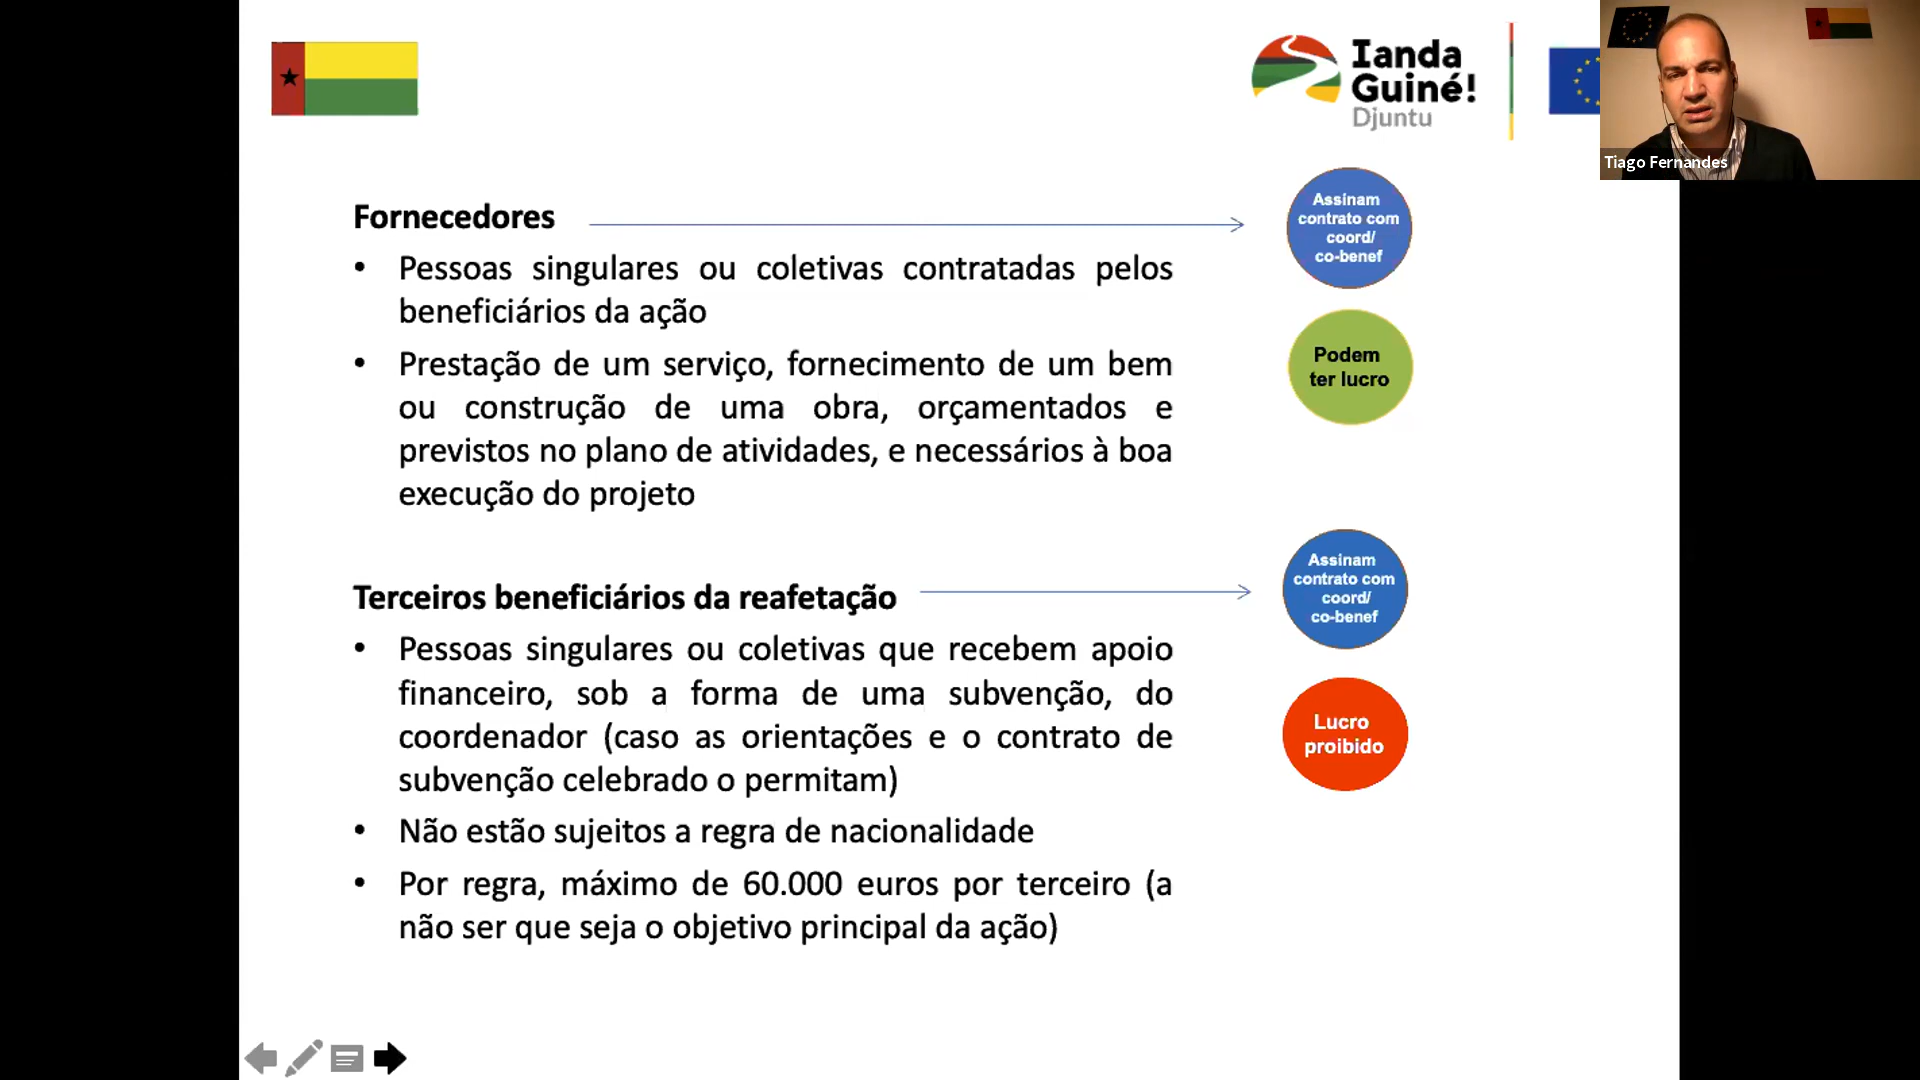 Ianda
Guiné!
Djuntu
Tiago Fernandes
Fornecedores
Assinam
contrato com
coord/
co-benef
• Pessoas singulares ou coletivas contratadas pelos
beneficiários da ação
Podem
ter lucro
• Prestação de um serviço, fornecimento de um bem
ou construção de uma obra, orçamentados e
previstos no plano de atividades, e necessários à boa
execução do projeto
Terceiros beneficiários da reafetação
Assinam
contrato com
coord/
co-benef
• Pessoas singulares ou coletivas que recebem apoio
financeiro, sob a forma de uma subvenção, do
coordenador (caso as orientações e o contrato de
subvenção celebrado o permitam)
Lucro
proibido
• Não estão sujeitos a regra de nacionalidade
• Por regra, máximo de 60.000 euros por terceiro (a
não ser que seja o objetivo principal da ação)